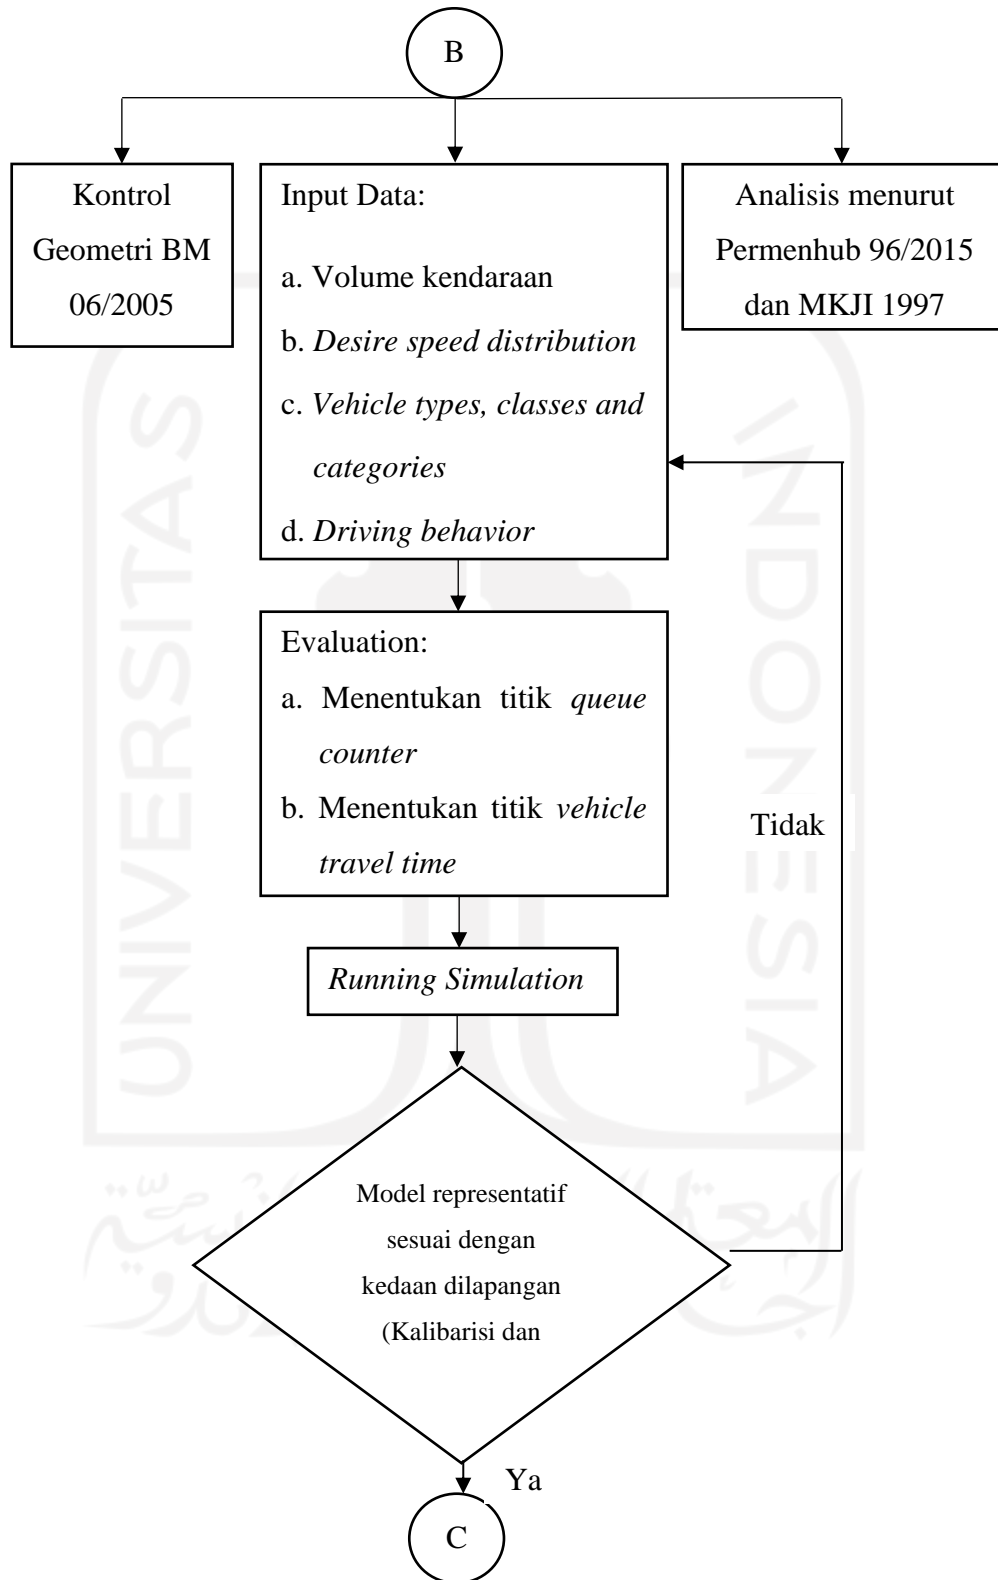 B
Kontrol
Geometri BM
06/2005
Input Data:
a. Volume kendaraan
b. Desire speed distribution
c. Vehicle types, classes and
categories
d. Driving behavior
Analisis menurut
Permenhub 96/2015
dan MKJI 1997
Evaluation:
a. Menentukan titik queue
counter
b. Menentukan titik vehicle
travel time
Tidak
Running Simulation
Model representatif
sesuai dengan
kedaan dilapangan
(Kalibarisi dan
Ya
C
UNIVERSITAS
INDONESIA